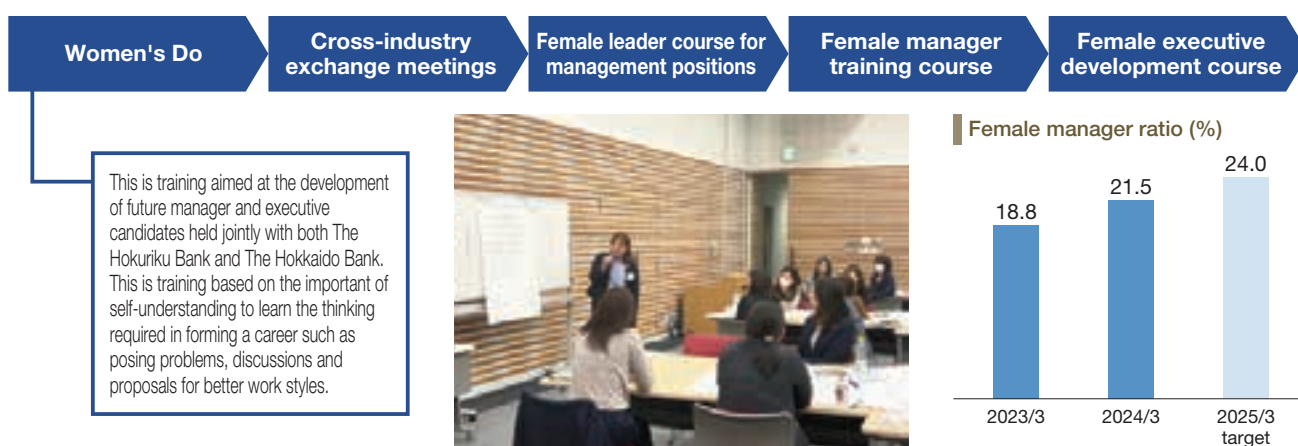 Women's Do
Cross-industry
exchange meetings
Female leader course for
management positions
Female manager
training course
Female executive
development course
This is training aimed at the development
of future manager and executive
candidates held jointly with both The
Hokuriku Bank and The Hokkaido Bank.
This is training based on the important of
self-understanding to learn the thinking
required in forming a career such as
posing problems, discussions and
proposals for better work styles.
Female manager ratio (%)
18.8
21.5
24.0
2023/3
2024/3
2025/3
target